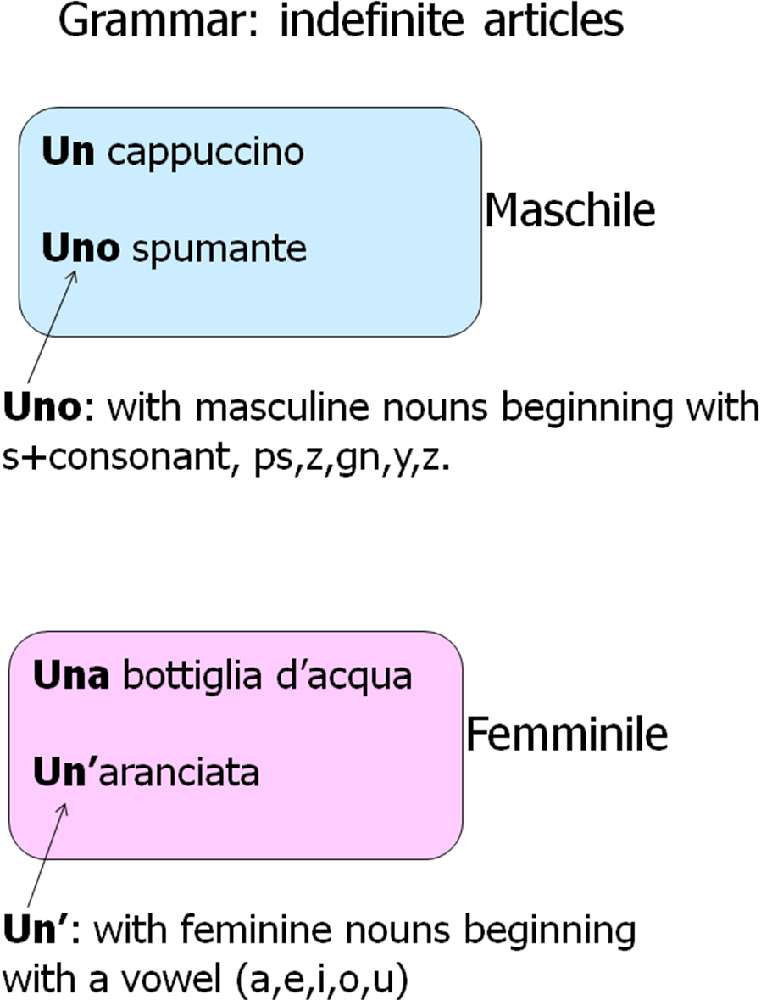 Grammar: indefinite articles
Un cappuccino
Uno spumante
Maschile
Uno: with masculine nouns beginning with
s+consonant, ps,z,gn,y,z.
Una bottiglia d’acqua
Un’aranciata
Femminile
Un’: with feminine nouns beginning
with a vowel (a,e,i,o,u)